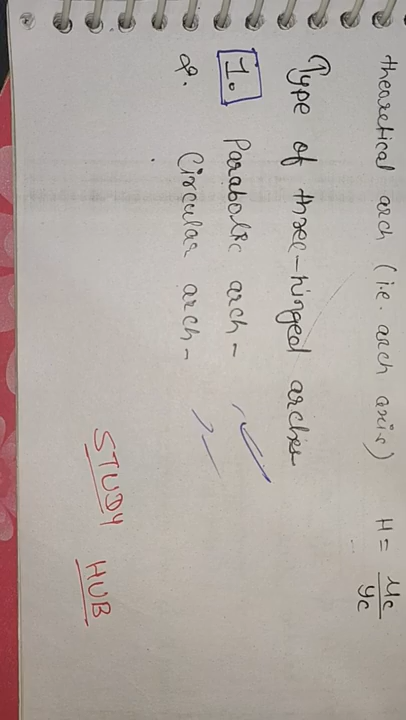 theoretical arch (i.e. arch axis) H = Mc/yc
Type of three-hinged arches
1. Parabolic arch -
2. Circular arch -
STUDY HUB